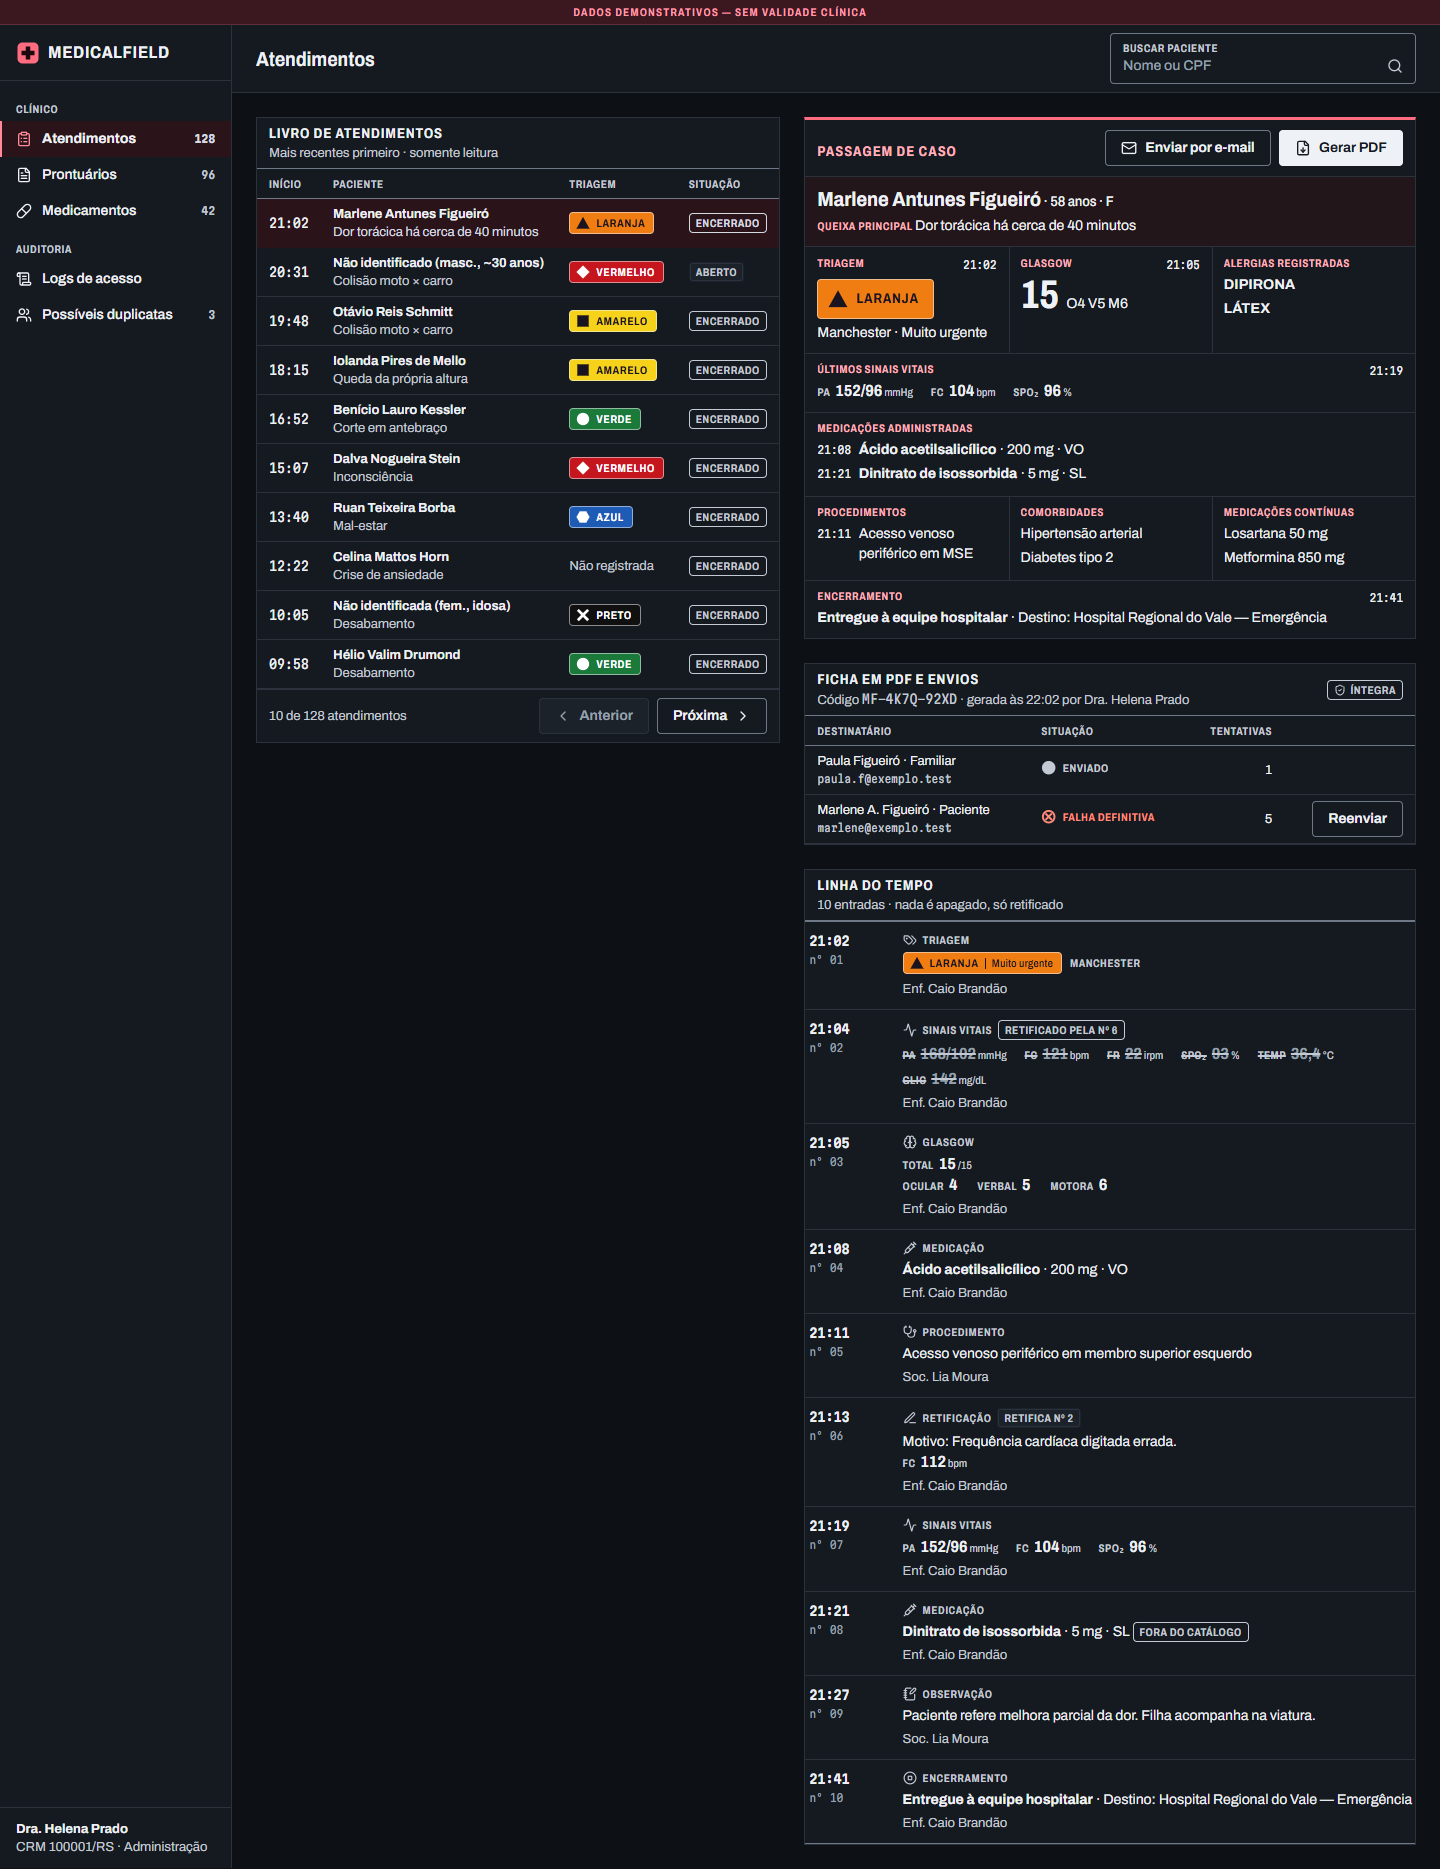 DADOS DEMONSTRATIVOS — SEM VALIDADE CLÍNICA
MEDICALFIELD
CLÍNICO
Atendimentos 128
Prontuários 96
Medicamentos 42
AUDITORIA
Logs de acesso
Possíveis duplicatas 3
Dra. Helena Prado
CRM 100001/RS · Administração
Atendimentos
BUSCAR PACIENTE
Nome ou CPF
LIVRO DE ATENDIMENTOS
Mais recentes primeiro · somente leitura
INÍCIO PACIENTE TRIAGEM SITUAÇÃO
21:02 Marlene Antunes Figueiró LARANJA ENCERRADO
Dor torácica há cerca de 40 minutos
20:31 Não identificado (masc., ~30 anos) VERMELHO ABERTO
Colisão moto × carro
19:48 Otávio Reis Schmitt AMARELO ENCERRADO
Colisão moto × carro
18:15 Iolanda Pires de Mello AMARELO ENCERRADO
Queda da própria altura
16:52 Benício Lauro Kessler VERDE ENCERRADO
Corte em antebraço
15:07 Dalva Nogueira Stein VERMELHO ENCERRADO
Inconsciência
13:40 Ruan Teixeira Borba AZUL ENCERRADO
Mal-estar
12:22 Celina Mattos Horn Não registrada ENCERRADO
Crise de ansiedade
10:05 Não identificada (fem., idosa) PRETO ENCERRADO
Desabamento
09:58 Hélio Valim Drumond VERDE ENCERRADO
Desabamento
10 de 128 atendimentos Anterior Próxima
PASSAGEM DE CASO Enviar por e-mail Gerar PDF
Marlene Antunes Figueiró · 58 anos · F
QUEIXA PRINCIPAL Dor torácica há cerca de 40 minutos
TRIAGEM 21:02
LARANJA
Manchester · Muito urgente
GLASGOW 21:05
15 O4 V5 M6
ALERGIAS REGISTRADAS
DIPIRONA
LÁTEX
ÚLTIMOS SINAIS VITAIS 21:19
PA 152/96 mmHg FC 104 bpm SPO₂ 96 %
MEDICAÇÕES ADMINISTRADAS
21:08 Ácido acetilsalicílico · 200 mg · VO
21:21 Dinitrato de isossorbida · 5 mg · SL
PROCEDIMENTOS
21:11 Acesso venoso
periférico em MSE
COMORBIDADES
Hipertensão arterial
Diabetes tipo 2
MEDICAÇÕES CONTÍNUAS
Losartana 50 mg
Metformina 850 mg
ENCERRAMENTO 21:41
Entregue à equipe hospitalar · Destino: Hospital Regional do Vale — Emergência
FICHA EM PDF E ENVIOS
Código MF-4K7Q-92XD · gerada às 22:02 por Dra. Helena Prado
ÍNTEGRA
DESTINATÁRIO SITUAÇÃO TENTATIVAS
Paula Figueiró · Familiar ENVIADO 1
paula.f@exemplo.test
Marlene A. Figueiró · Paciente FALHA DEFINITIVA 5 Reenviar
marlene@exemplo.test
LINHA DO TEMPO
10 entradas · nada é apagado, só retificado
21:02 TRIAGEM
n° 01 LARANJA | Muito urgente MANCHESTER
Enf. Caio Brandão
21:04 SINAIS VITAIS RETIFICADO PELA Nº 6
n° 02 PA 168/102 mmHg FC 121 bpm FR 22 irpm SPO₂ 93 % TEMP 36,4 °C
GLIC 142 mg/dL
Enf. Caio Brandão
21:05 GLASGOW
n° 03 TOTAL 15 /15
OCULAR 4 VERBAL 5 MOTORA 6
Enf. Caio Brandão
21:08 MEDICAÇÃO
n° 04 Ácido acetilsalicílico · 200 mg · VO
Enf. Caio Brandão
21:11 PROCEDIMENTO
n° 05 Acesso venoso periférico em membro superior esquerdo
Soc. Lia Moura
21:13 RETIFICAÇÃO RETIFICA Nº 2
n° 06 Motivo: Frequência cardíaca digitada errada.
FC 112 bpm
Enf. Caio Brandão
21:19 SINAIS VITAIS
n° 07 PA 152/96 mmHg FC 104 bpm SPO₂ 96 %
Enf. Caio Brandão
21:21 MEDICAÇÃO
n° 08 Dinitrato de isossorbida · 5 mg · SL FORA DO CATÁLOGO
Enf. Caio Brandão
21:27 OBSERVAÇÃO
n° 09 Paciente refere melhora parcial da dor. Filha acompanha na viatura.
Soc. Lia Moura
21:41 ENCERRAMENTO
n° 10 Entregue à equipe hospitalar · Destino: Hospital Regional do Vale — Emergência
Enf. Caio Brandão